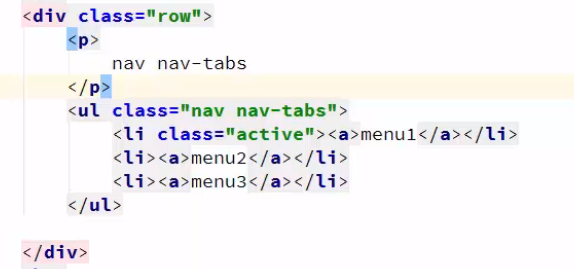 <div class="row">
<p>
nav nav-tabs
</p>
<ul class="nav nav-tabs">
<li class="active"><a>menu1</a></li>
<li><a>menu2</a></li>
<li><a>menu3</a></li>
</ul>
</div>